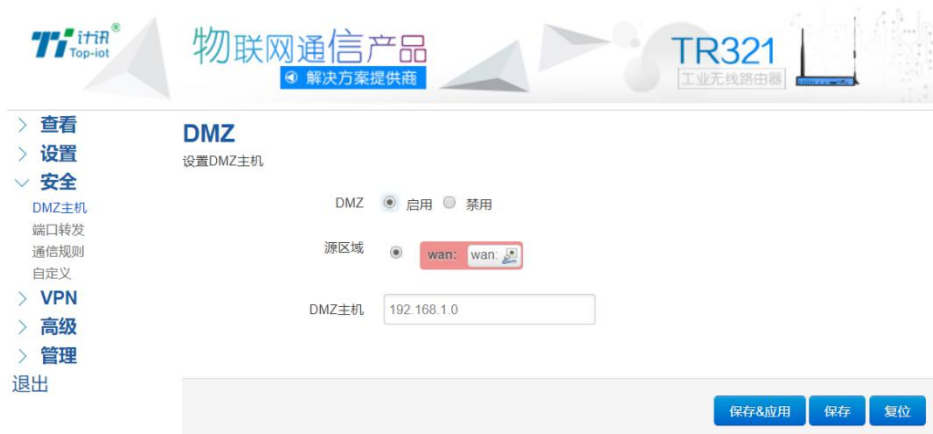 Ti 计讯®
Top-iot
物联网通信产品
解决方案提供商
TR321
工业无线路由器
查看
设置
安全
DMZ主机
端口转发
通信规则
自定义
VPN
高级
管理
退出
DMZ
设置DMZ主机
DMZ 启用 禁用
源区域 wan: wan:
DMZ主机 192.168.1.0
保存&应用 保存 复位